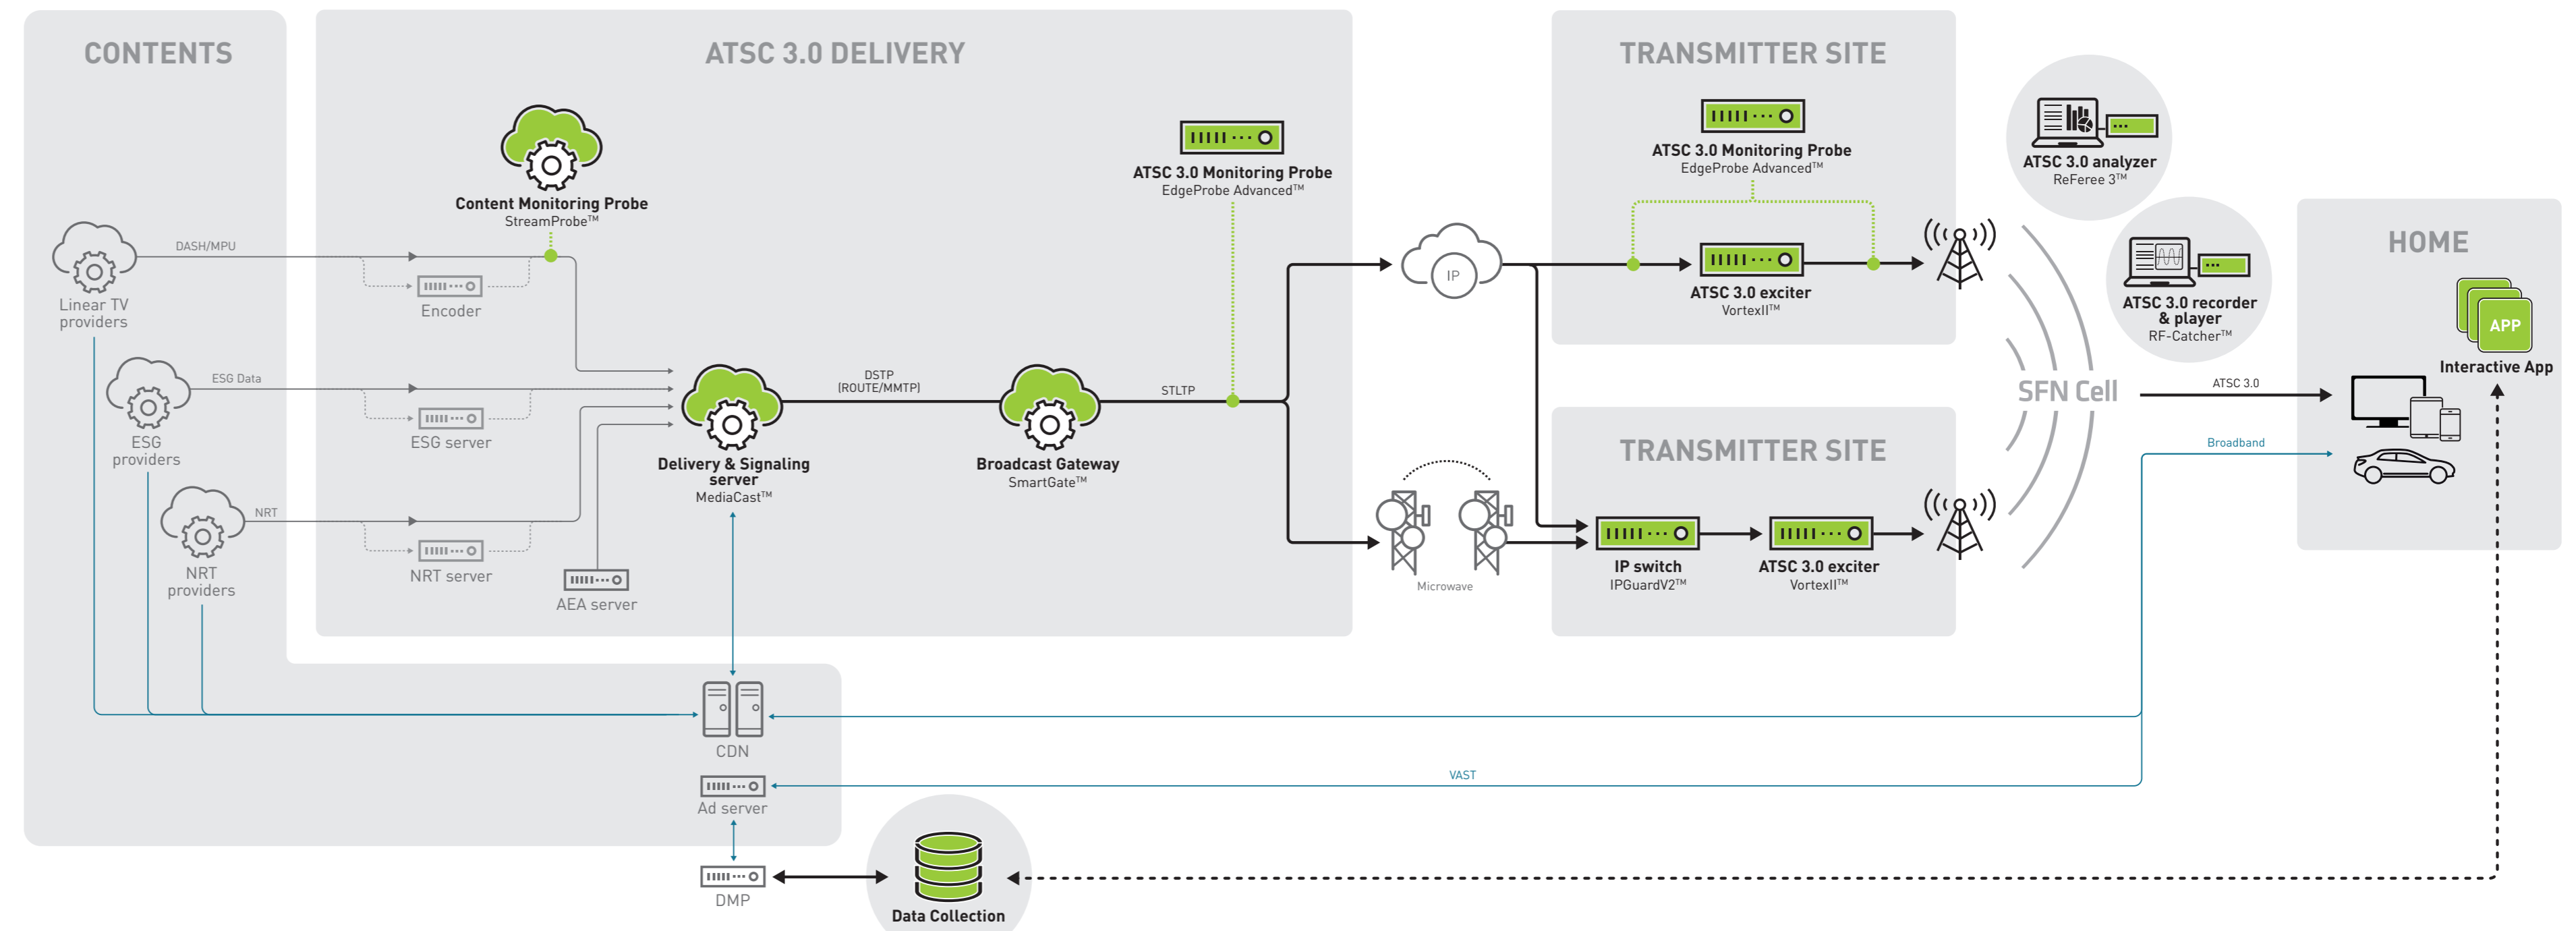 CONTENTS
ATSC 3.0 DELIVERY
TRANSMITTER SITE
Content Monitoring Probe
StreamProbe™
ATSC 3.0 Monitoring Probe
EdgeProbe Advanced™
ATSC 3.0 Monitoring Probe
EdgeProbe Advanced™
ATSC 3.0 analyzer
ReFeree 3™
DASH/MPU
Linear TV
providers
Encoder
IP
ATSC 3.0 exciter
VortexII™
ATSC 3.0 recorder
& player
RF-Catcher™
HOME
APP
Interactive App
ESG Data
ESG
providers
ESG server
DSTP
(ROUTE/MMTP)
STLTP
Delivery & Signaling
server
MediaCast™
Broadcast Gateway
SmartGate™
SFN Cell
ATSC 3.0
Broadband
TRANSMITTER SITE
NRT
NRT
providers
NRT server
AEA server
Microwave
IP switch
IPGuardV2™
ATSC 3.0 exciter
VortexII™
CDN
VAST
Ad server
DMP
Data Collection